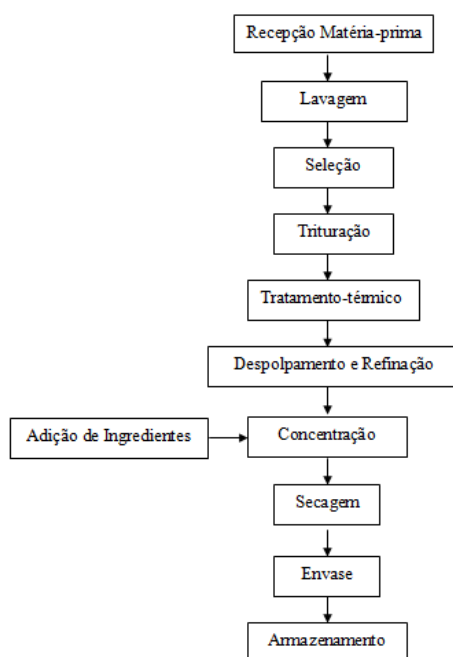 Recepção Matéria-prima
Lavagem
Seleção
Trituração
Tratamento-térmico
Despolpamento e Refinação
Adição de Ingredientes
Concentração
Secagem
Envase
Armazenamento